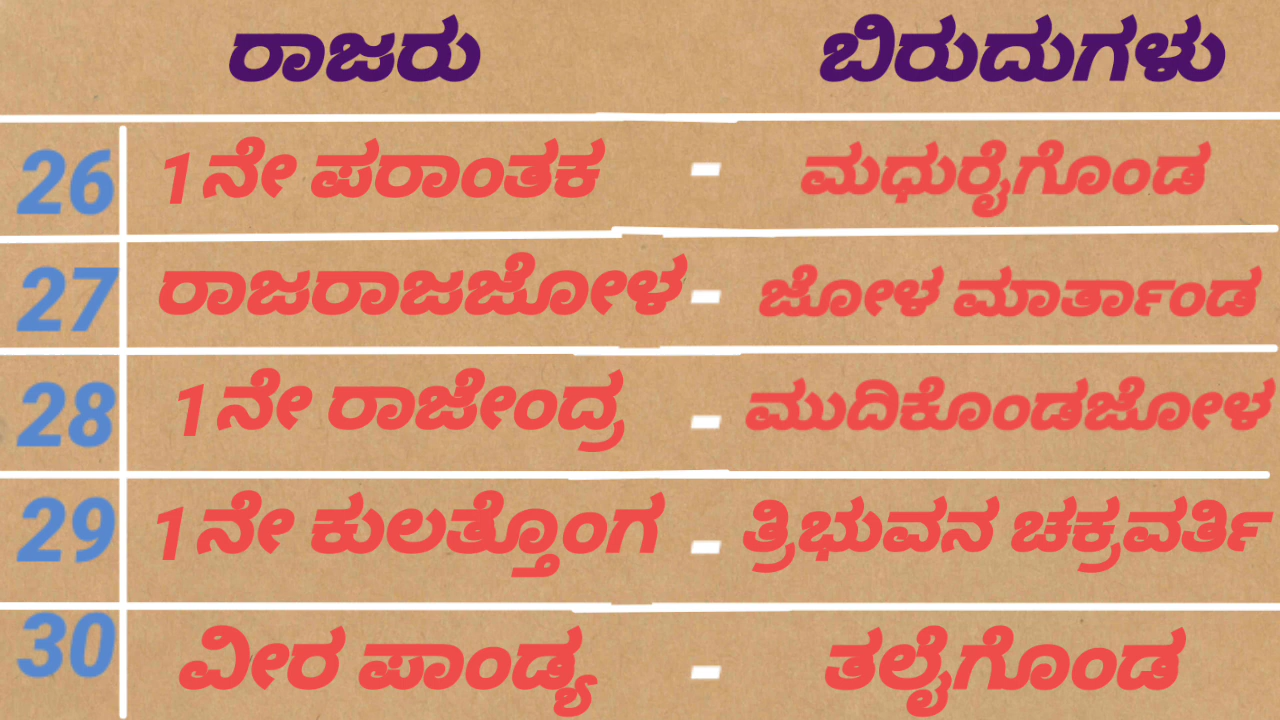 ರಾಜರು ಬಿರುದುಗಳು
26 1ನೇ ಪರಾಂತಕ - ಮಧುರೈಗೊಂಡ
27 ರಾಜರಾಜಚೋಳ - ಚೋಳ ಮಾರ್ತಾಂಡ
28 1ನೇ ರಾಜೇಂದ್ರ - ಮುದಿಕೊಂಡಚೋಳ
29 1ನೇ ಕುಲತ್ತೊಂಗ - ತ್ರಿಭುವನ ಚಕ್ರವರ್ತಿ
30 ವೀರ ಪಾಂಡ್ಯ - ತಲೈಗೊಂಡ